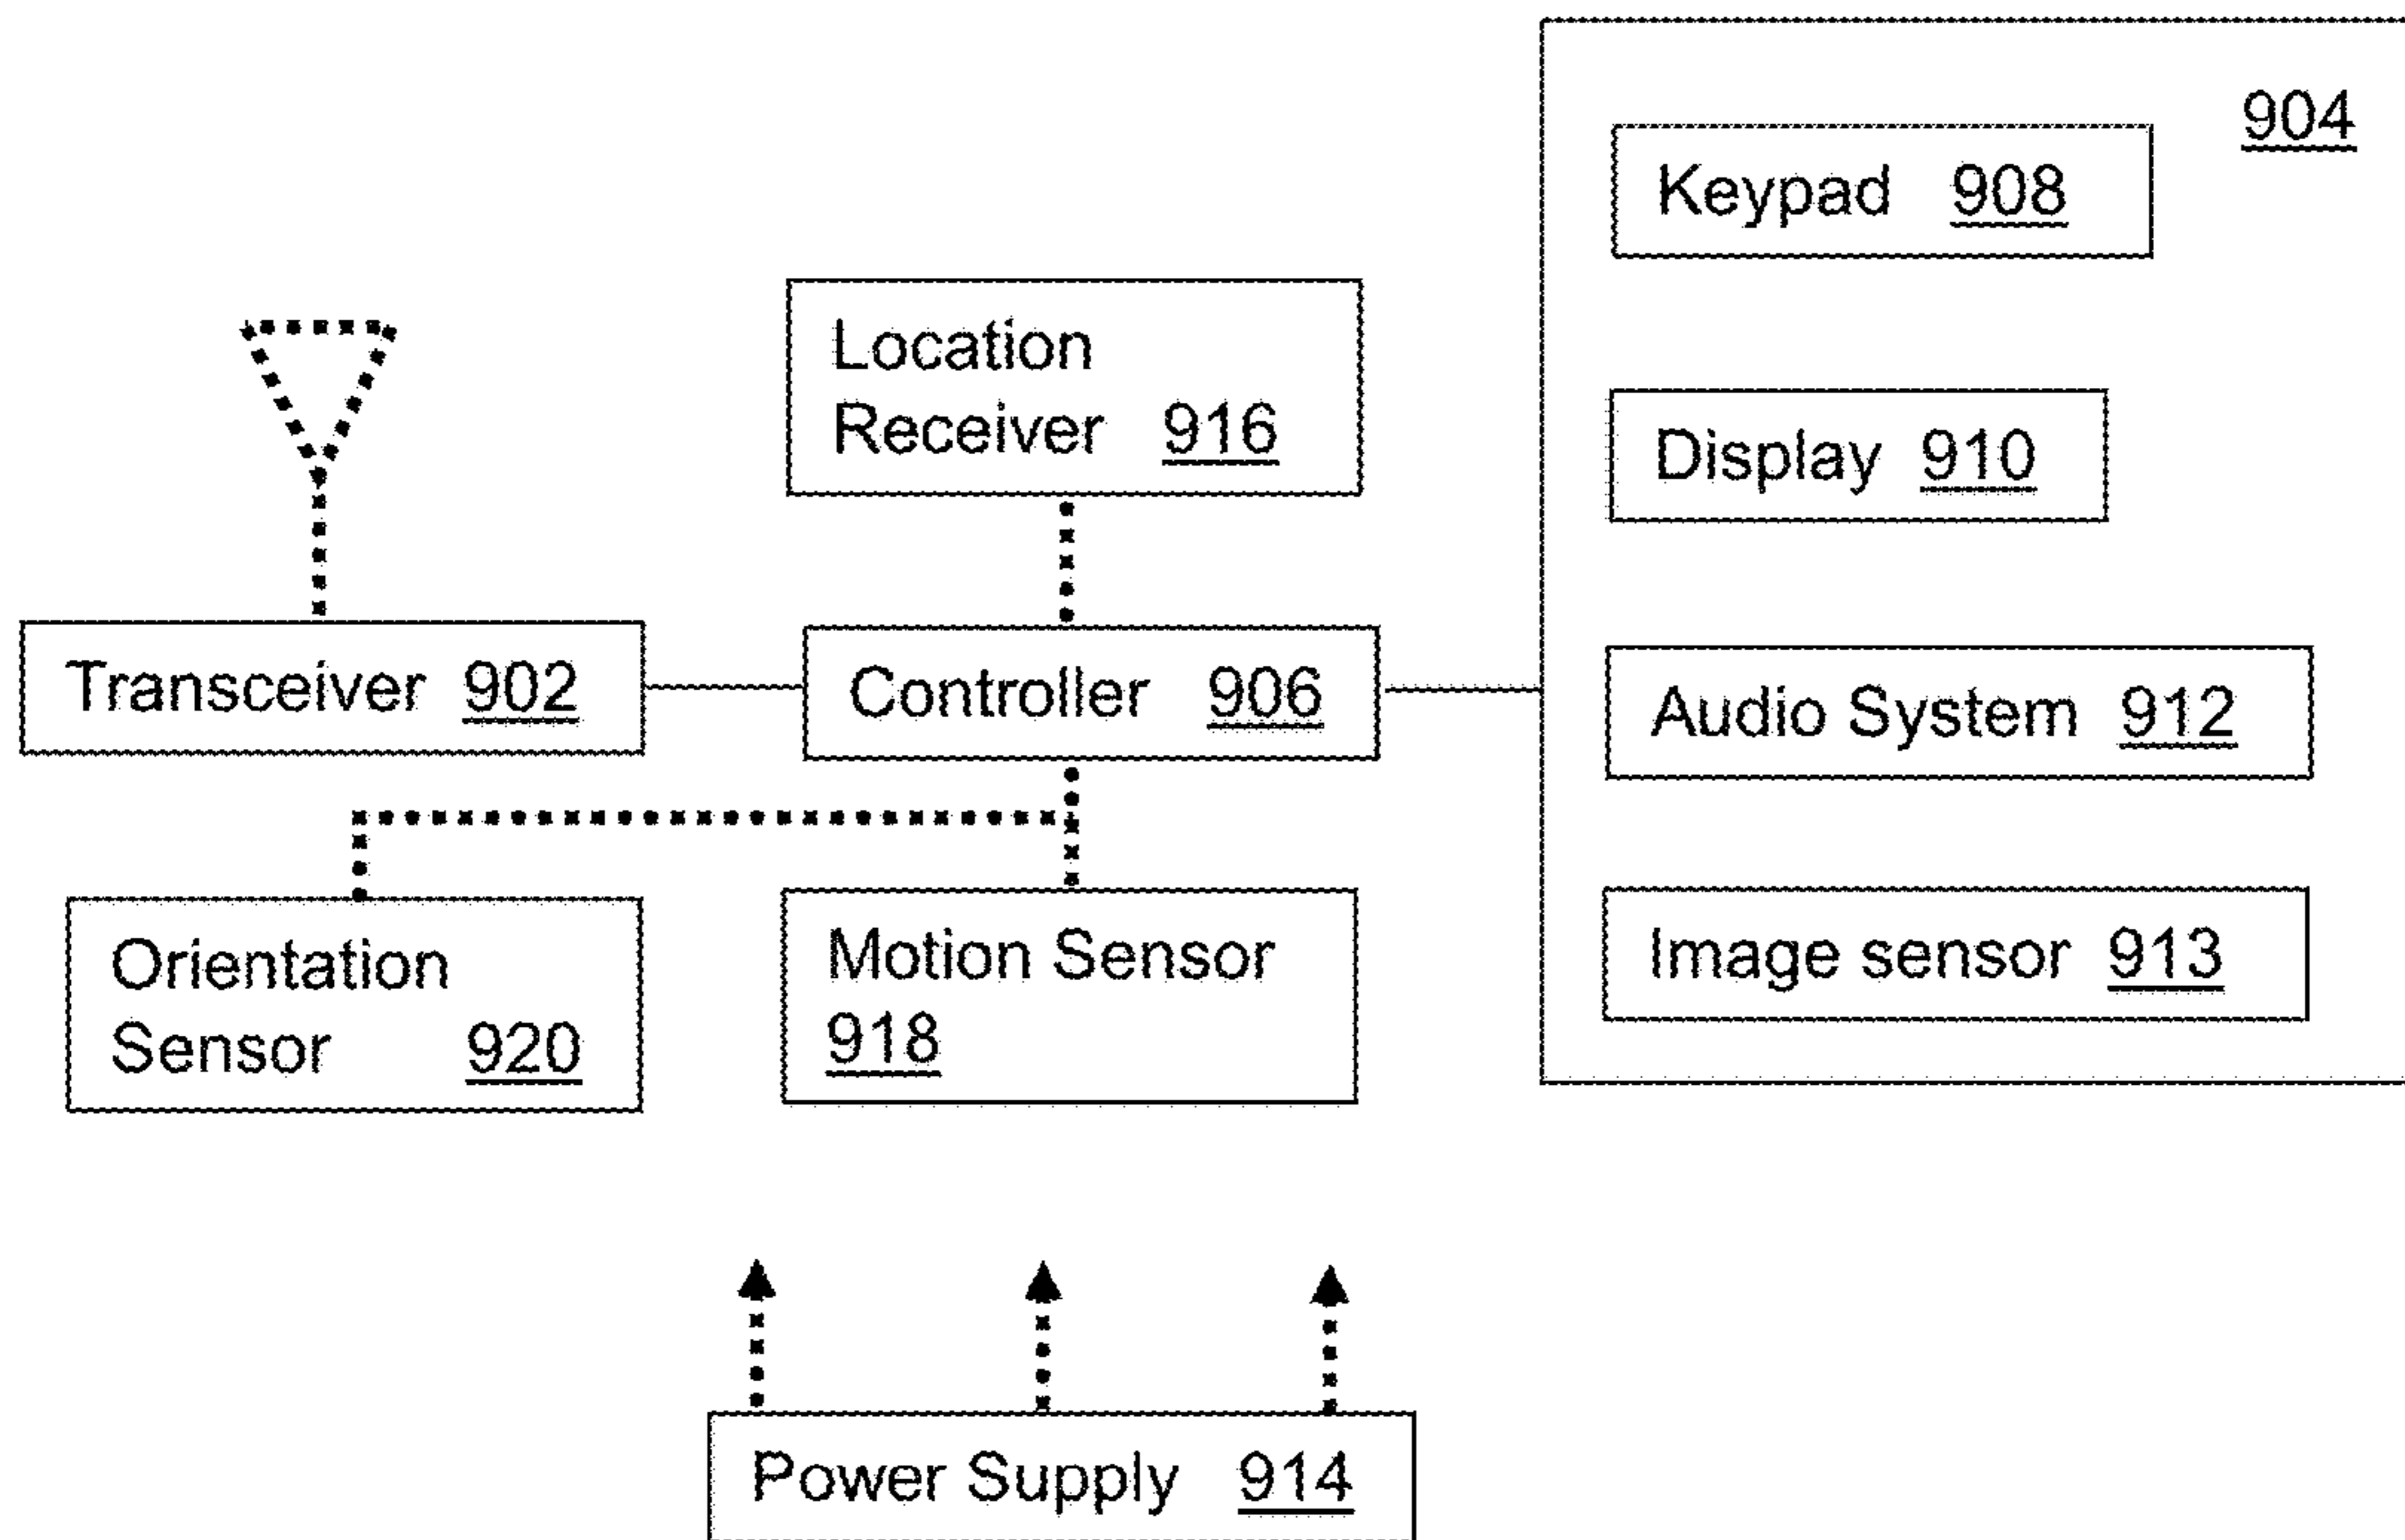 904
Keypad 908
Location
Receiver 916
Display 910
Transceiver 902
Controller 906
Audio System 912
Orientation
Sensor 920
Motion Sensor
918
Image sensor 913
Power Supply 914